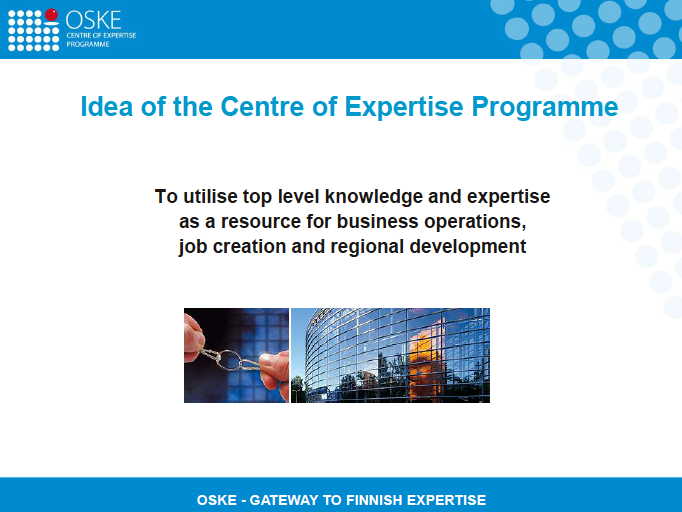 OSKE
CENTRE OF EXPERTISE
PROGRAMME
Idea of the Centre of Expertise Programme
To utilise top level knowledge and expertise
as a resource for business operations,
job creation and regional development
OSKE - GATEWAY TO FINNISH EXPERTISE